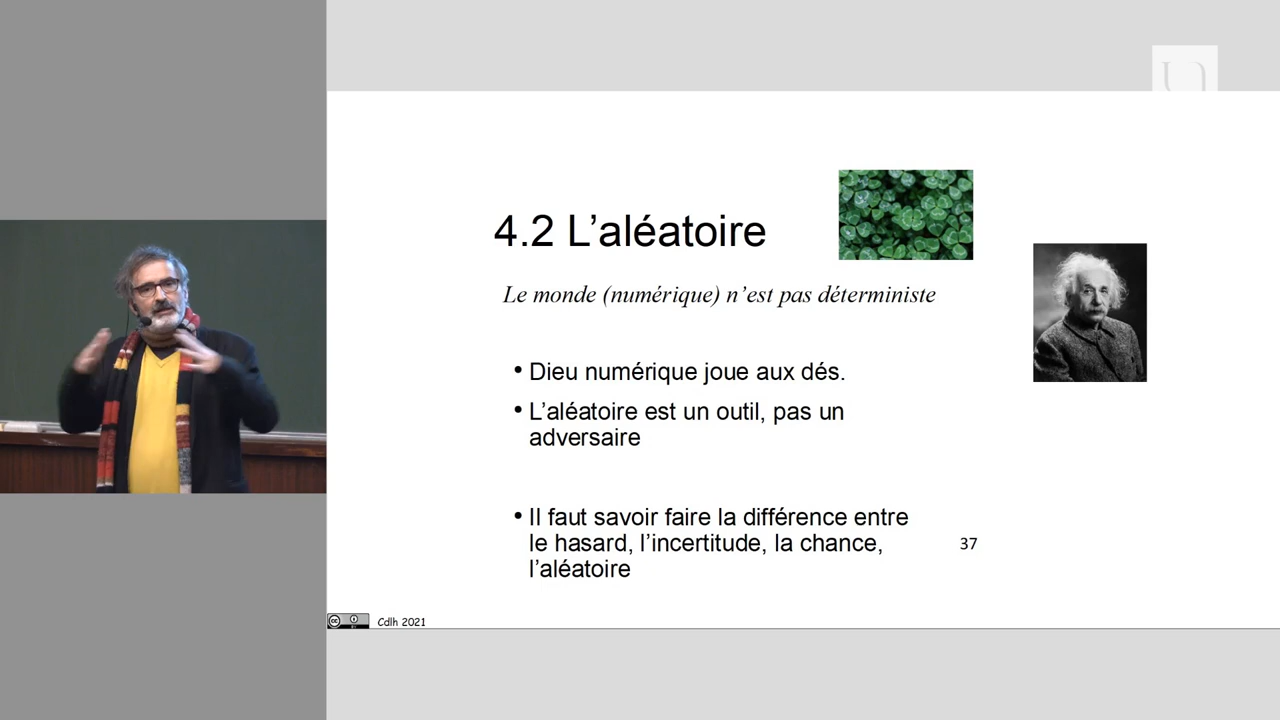 4.2 L’aléatoire
Le monde (numérique) n’est pas déterministe
• Dieu numérique joue aux dés.
• L’aléatoire est un outil, pas un
adversaire
• Il faut savoir faire la différence entre
le hasard, l’incertitude, la chance,
l’aléatoire
37
Cdlh 2021